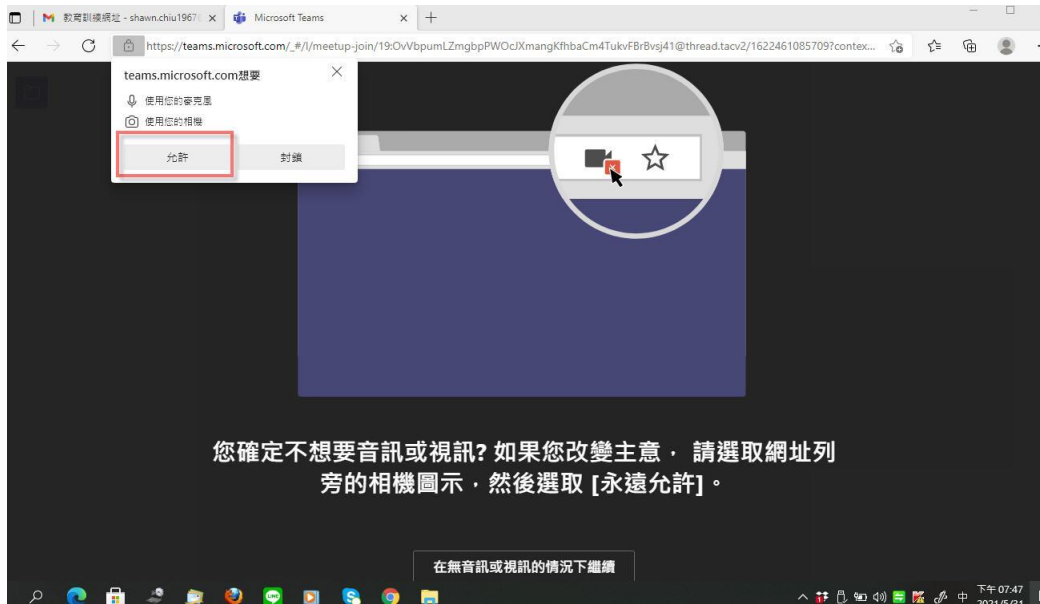 教育訓練網址 - shawn.chiu1967
Microsoft Teams
https://teams.microsoft.com/_#/l/meetup-join/19:OvVbpumLZmgbpPWOcJXmangKfhbaCm4TukvFBrBvsj41@thread.tacv2/1622461085709?contex...
teams.microsoft.com想要
使用您的麥克風
使用您的相機
允許
封鎖
您確定不想要音訊或視訊? 如果您改變主意， 請選取網址列
旁的相機圖示，然後選取 [永遠允許]。
在無音訊或視訊的情況下繼續
中
下午 07:47
2021/5/31